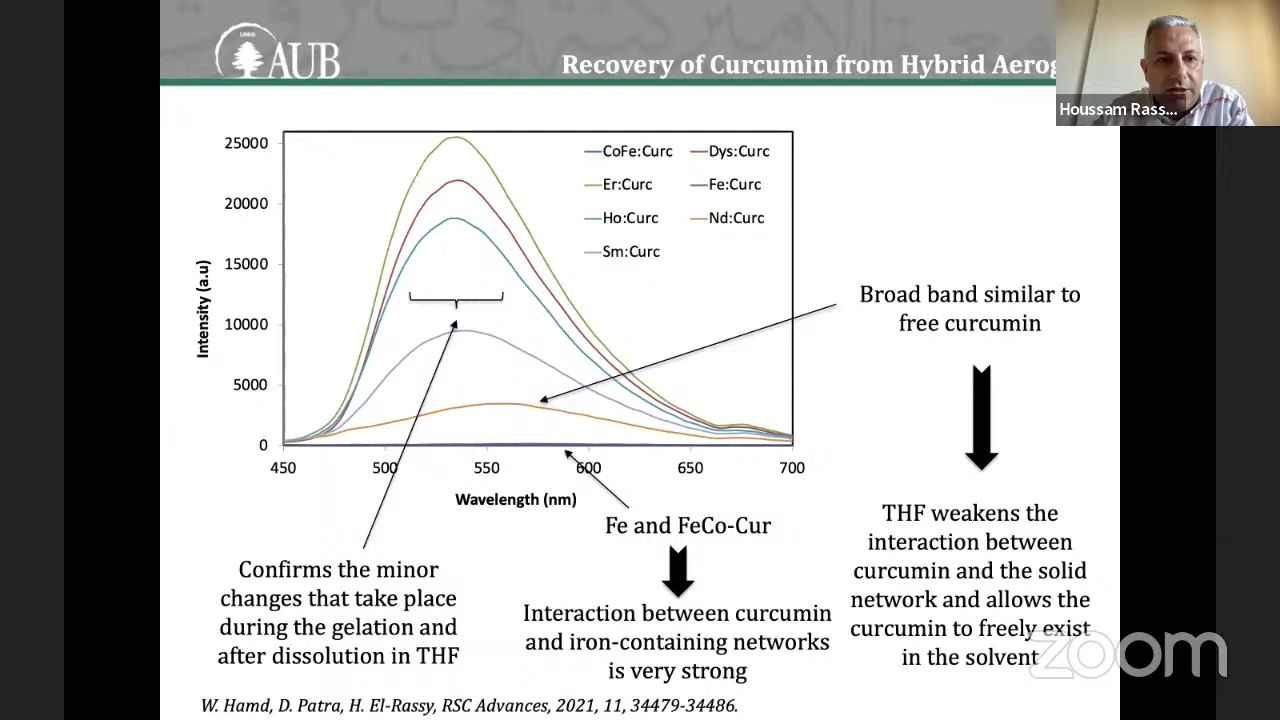 1866
AUB
Recovery of Curcumin from Hybrid Aerog
Houssam Rass...
25000
20000
15000
10000
5000
0
Intensity (a.u)
450 500 550 600 650 700
Wavelength (nm)
CoFe:Curc Dys:Curc
Er:Curc Fe:Curc
Ho:Curc Nd:Curc
Sm:Curc
Broad band similar to
free curcumin
Fe and FeCo-Cur
Confirms the minor
changes that take place
during the gelation and
after dissolution in THF
Interaction between curcumin
and iron-containing networks
is very strong
THF weakens the
interaction between
curcumin and the solid
network and allows the
curcumin to freely exist
in the solvent
zoom
W. Hamd, D. Patra, H. El-Rassy, RSC Advances, 2021, 11, 34479-34486.